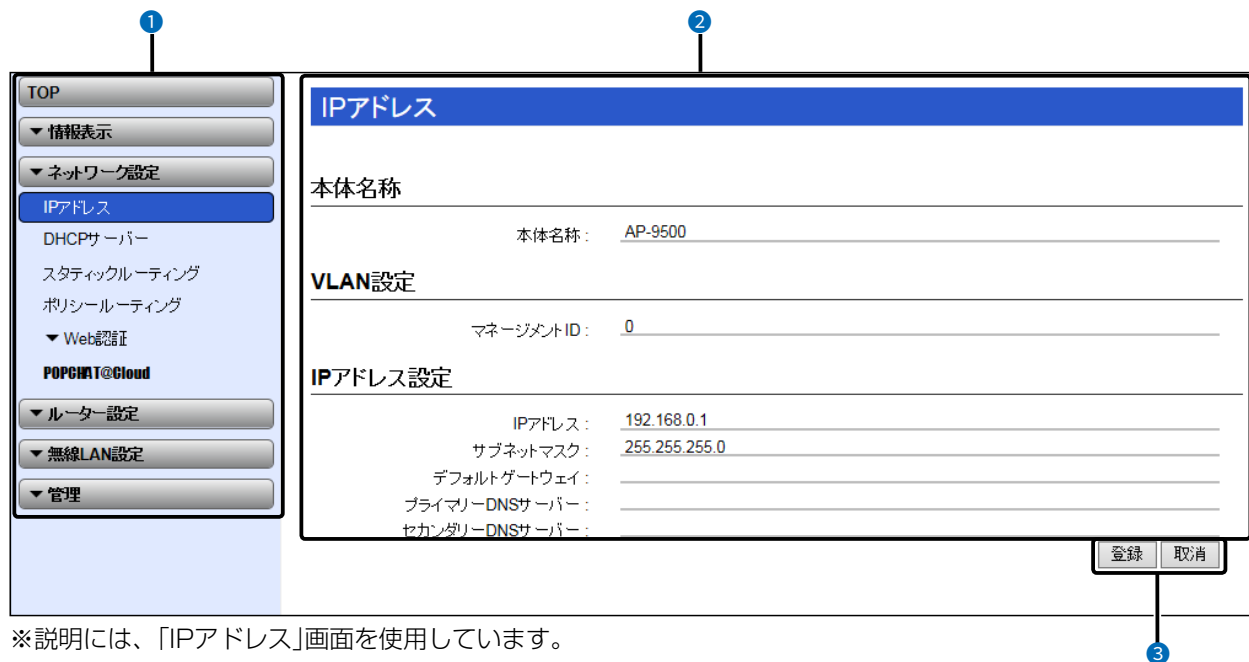 ❶
❷
TOP
▼情報表示
▼ネットワーク設定
IPアドレス
DHCPサーバー
スタティックルーティング
ポリシールーティング
▼Web認証
POPCHAT@Cloud
▼ルーター設定
▼無線LAN設定
▼管理
IPアドレス
本体名称
本体名称: AP-9500
VLAN設定
マネージメントID: 0
IPアドレス設定
IPアドレス: 192.168.0.1
サブネットマスク: 255.255.255.0
デフォルトゲートウェイ:
プライマリーDNSサーバー:
セカンダリーDNSサーバー:
登録 取消
※説明には、「IPアドレス」画面を使用しています。
❸